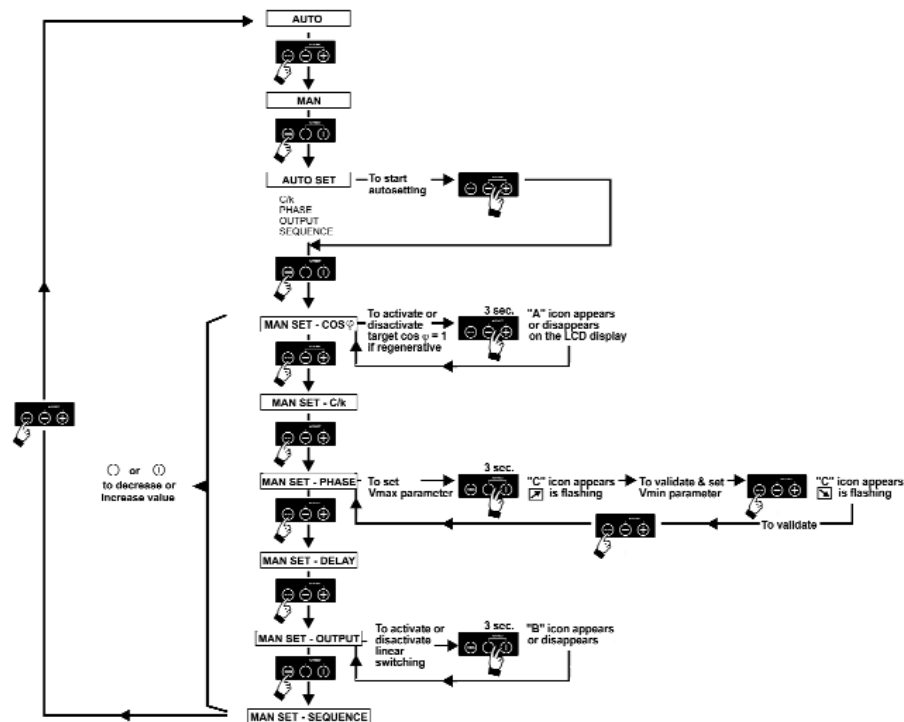 AUTO
MAN
AUTO SET
To start
autosetting
C/k
PHASE
OUTPUT
SEQUENCE
MAN SET - COS φ
To activate or
disactivate
target cos φ = 1
if regenerative
3 sec.
"A" icon appears
or disappears
on the LCD display
MAN SET - C/k
( ) or (I)
to decrease or
increase value
MAN SET - PHASE
To set
Vmax parameter
3 sec.
"C" icon appears
is flashing
To validate & set
Vmin parameter
"C" icon appears
is flashing
To validate
MAN SET - DELAY
MAN SET - OUTPUT
To activate or
disactivate
linear
switching
3 sec.
"B" icon appears
or disappears
MAN SET - SEQUENCE